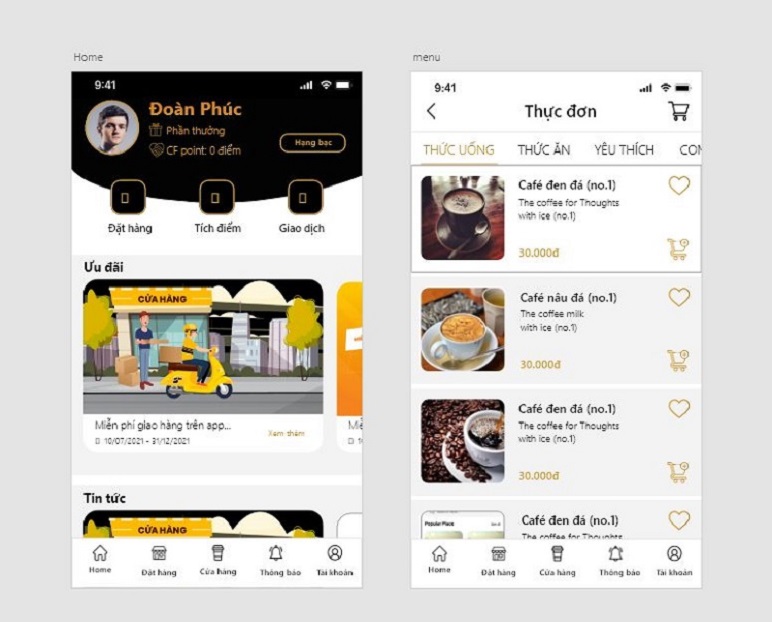 Home
9:41
Đoàn Phúc
Phần thưởng
CF point: 0 điểm
Hạng bạc
Đặt hàng
Tích điểm
Giao dịch
Ưu đãi
CỬA HÀNG
Miễn phí giao hàng trên app...
10/07/2021 - 31/12/2021
Xem thêm
Miễ
Tin tức
CỬA HÀNG
Home
Đặt hàng
Cửa hàng
Thông báo
Tài khoản
menu
9:41
Thực đơn
THỨC UỐNG
THỨC ĂN
YÊU THÍCH
COM
Café đen đá (no.1)
The coffee for Thoughts
with ice (no.1)
30.000đ
Café nâu đá (no.1)
The coffee milk
with ice (no.1)
30.000đ
Café đen đá (no.1)
The coffee for Thoughts
with ice (no.1)
30.000đ
Popular Place
Café đen đá (no.1)
The coffee for Thoughts
Home
Đặt hàng
Cửa hàng
Thông báo
Tài khoản